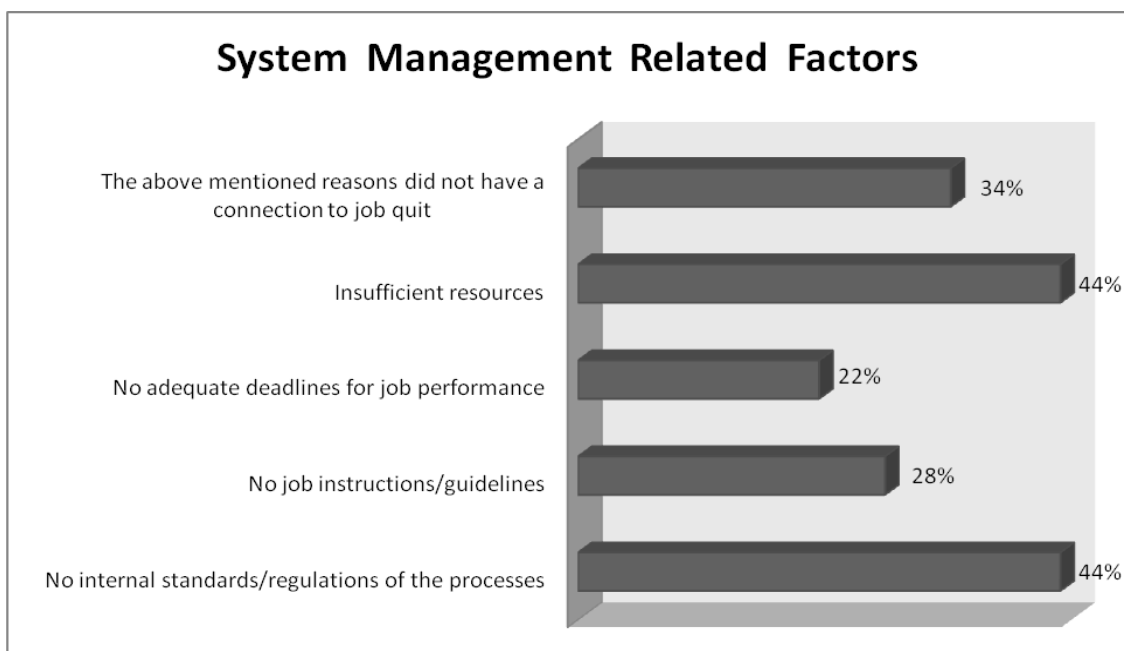 System Management Related Factors
The above mentioned reasons did not have a
connection to job quit
34%
Insufficient resources
44%
No adequate deadlines for job performance
22%
No job instructions/guidelines
28%
No internal standards/regulations of the processes
44%